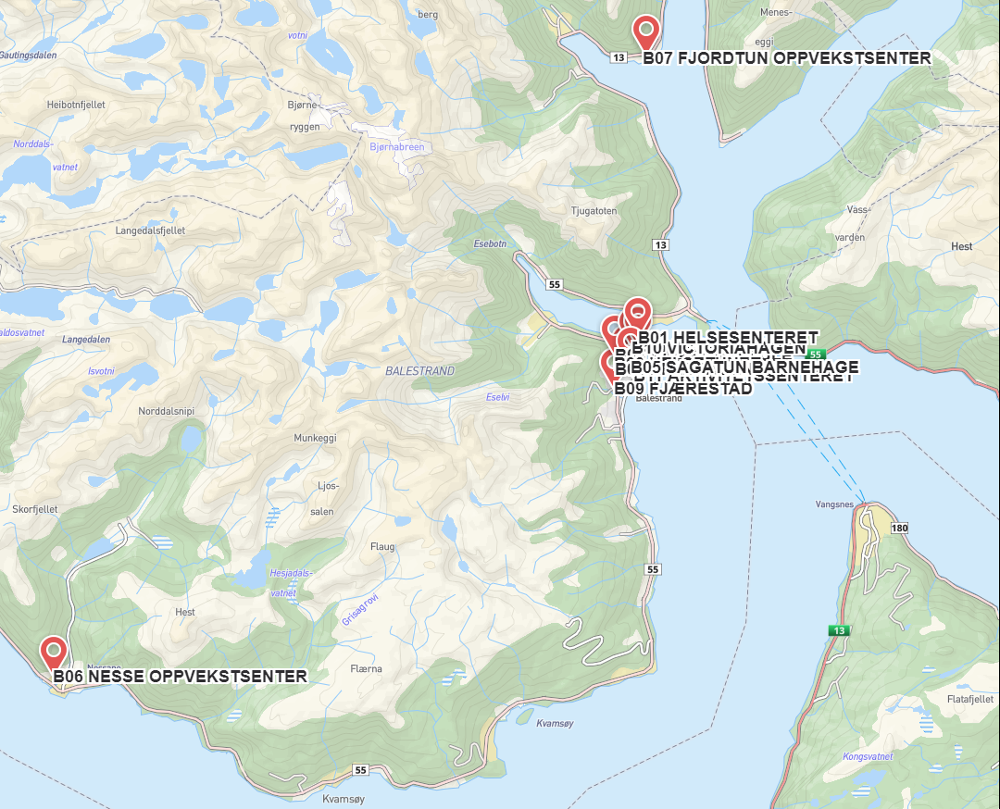 berg
Menes-
eggi
votni
Gautingsdalen
13
B07 FJORDTUN OPPVEKSTSENTER
Heibotnfjellet
Bjørne-
ryggen
Bjørnabreen
Norddals-
vatnet
Tjugatoten
Vass-
varden
Langedalsfjellet
Esebotn
13
Hest
55
Langedalen
B01 HELSESENTERET
B10 VICTORIAHAGEN
55
B05 SAGATUN BARNEHAGE
B11 AKTIVITETSSENTERET
B09 FJÆRESTAD
Balestrand
Isvotni
BALESTRAND
Eselvi
Norddalsnipi
Munkeggi
Ljos-
salen
Skorfjellet
Vangsnes
180
Flaug
Hesjadals-
vatnet
55
Grisagrovi
Hest
13
Flærna
B06 NESSE OPPVEKSTSENTER
Flatafjellet
Kvamsøy
Kongsvatnet
55
Kvamsøy